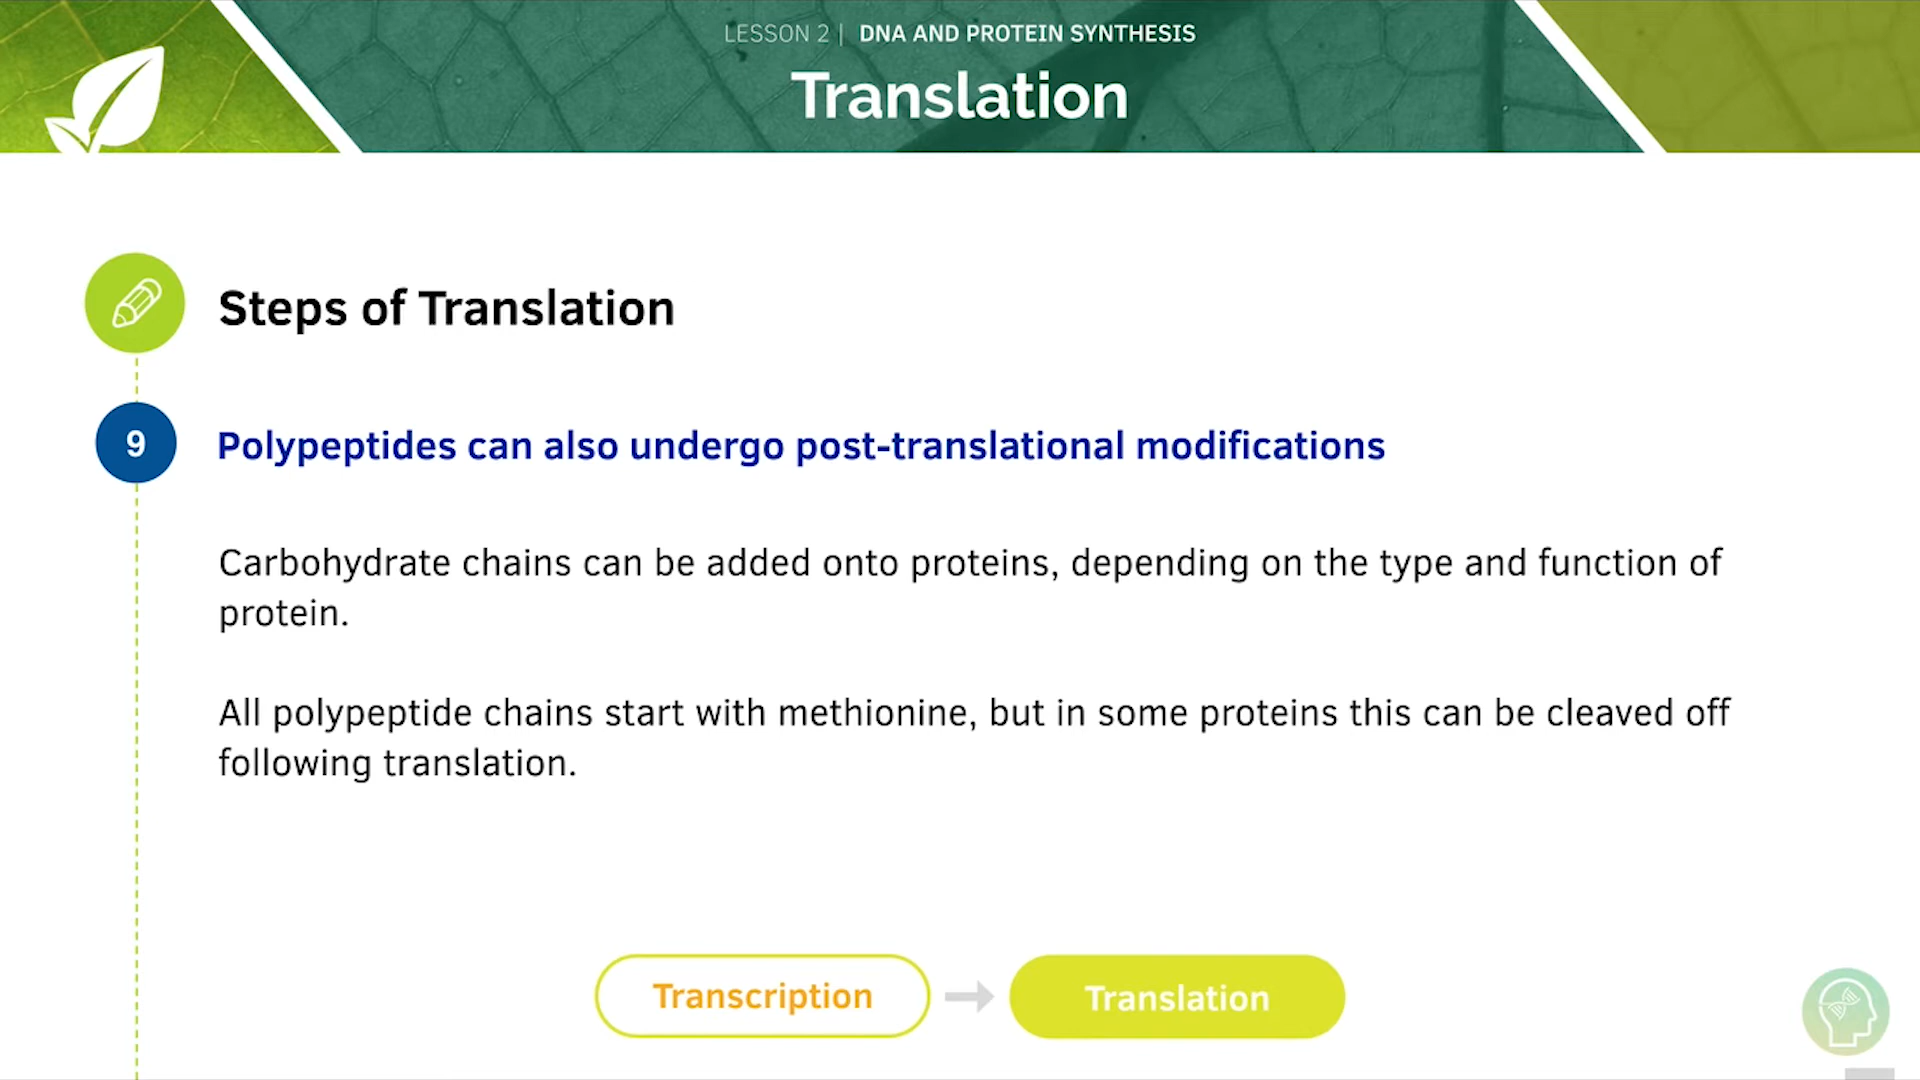 LESSON 2 | DNA AND PROTEIN SYNTHESIS
Translation
Steps of Translation
9
Polypeptides can also undergo post-translational modifications
Carbohydrate chains can be added onto proteins, depending on the type and function of
protein.
All polypeptide chains start with methionine, but in some proteins this can be cleaved off
following translation.
Transcription
Translation